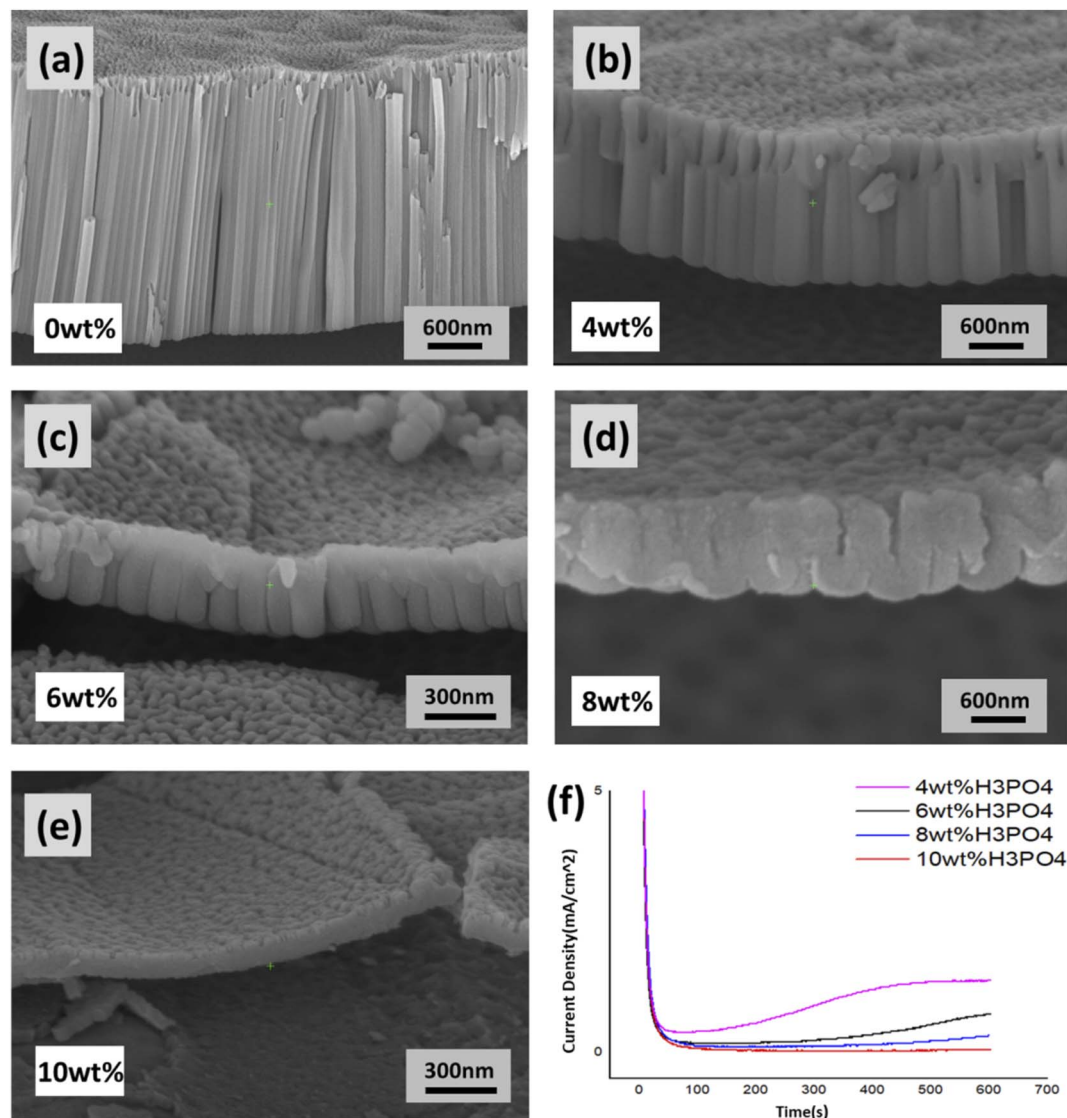 (a)
0wt%
600nm
(b)
4wt%
600nm
(c)
6wt%
300nm
(d)
8wt%
600nm
(e)
10wt%
300nm
(f)
4wt%H3PO4
6wt%H3PO4
8wt%H3PO4
10wt%H3PO4
5
0
Current Density(mA/cm^2)
0 100 200 300 400 500 600 700
Time(s)